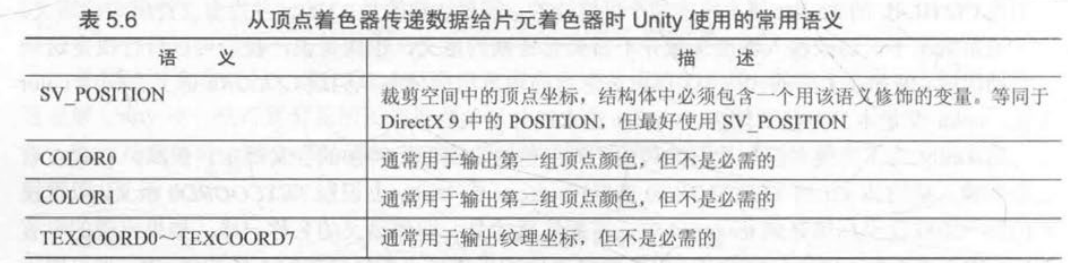 表 5.6 从顶点着色器传递数据给片元着色器时 Unity 使用的常用语义
语 义 描 述
SV_POSITION 裁剪空间中的顶点坐标，结构体中必须包含一个用该语义修饰的变量。等同于
DirectX 9 中的 POSITION，但最好使用 SV_POSITION
COLOR0 通常用于输出第一组顶点颜色，但不是必需的
COLOR1 通常用于输出第二组顶点颜色，但不是必需的
TEXCOORD0～TEXCOORD7 通常用于输出纹理坐标，但不是必需的